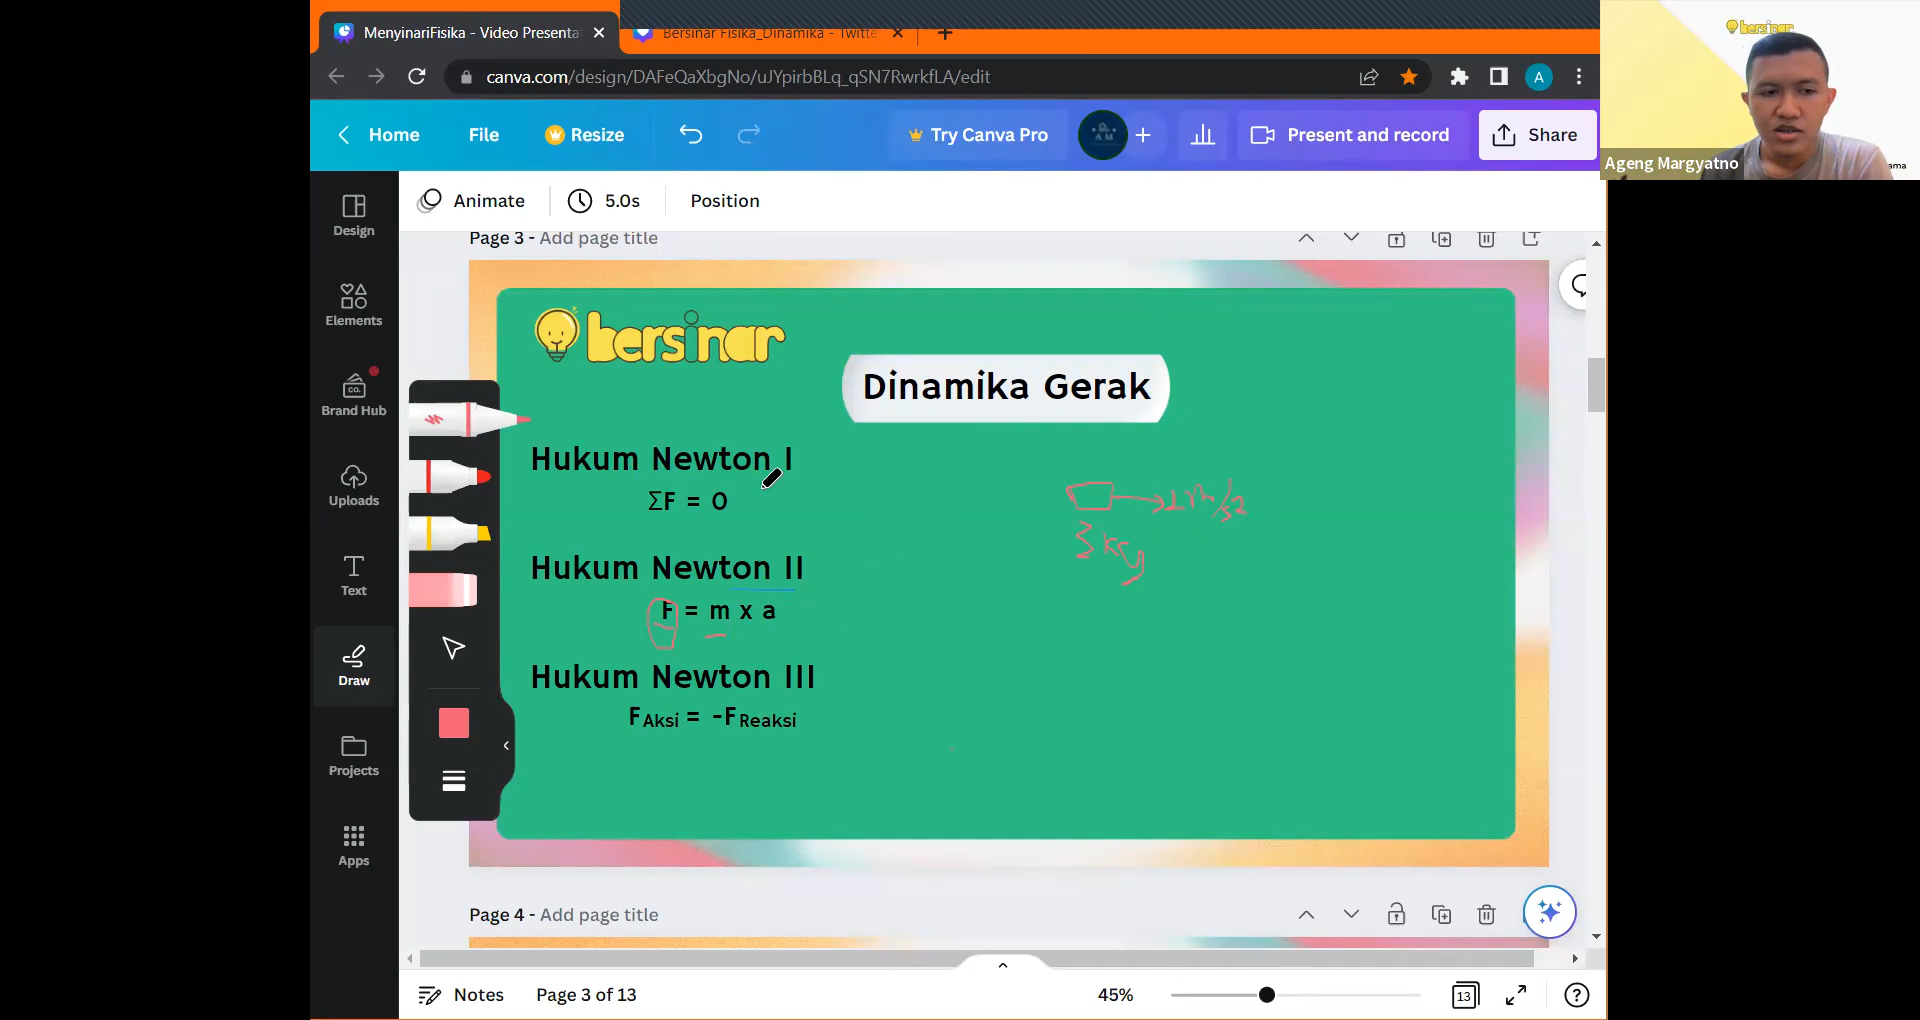 MenyinariFisika - Video Presenta
Bersinar Fisika_Dinamika - Twitte
canva.com/design/DAFeQaXbgNo/uJYpirbBLq_qSN7RwrkfLA/edit
A
Home
File
Resize
Try Canva Pro
Present and record
Share
bersinar
Ageng Margyatno
ama
Design
Elements
CO.
Brand Hub
Uploads
Text
Draw
Projects
Apps
Animate
5.0s
Position
Page 3 - Add page title
bersinar
Dinamika Gerak
Hukum Newton I
ΣF = 0
Hukum Newton II
F = m x a
Hukum Newton III
FAksi = -FReaksi
3 kg
Page 4 - Add page title
Notes
Page 3 of 13
45%
13